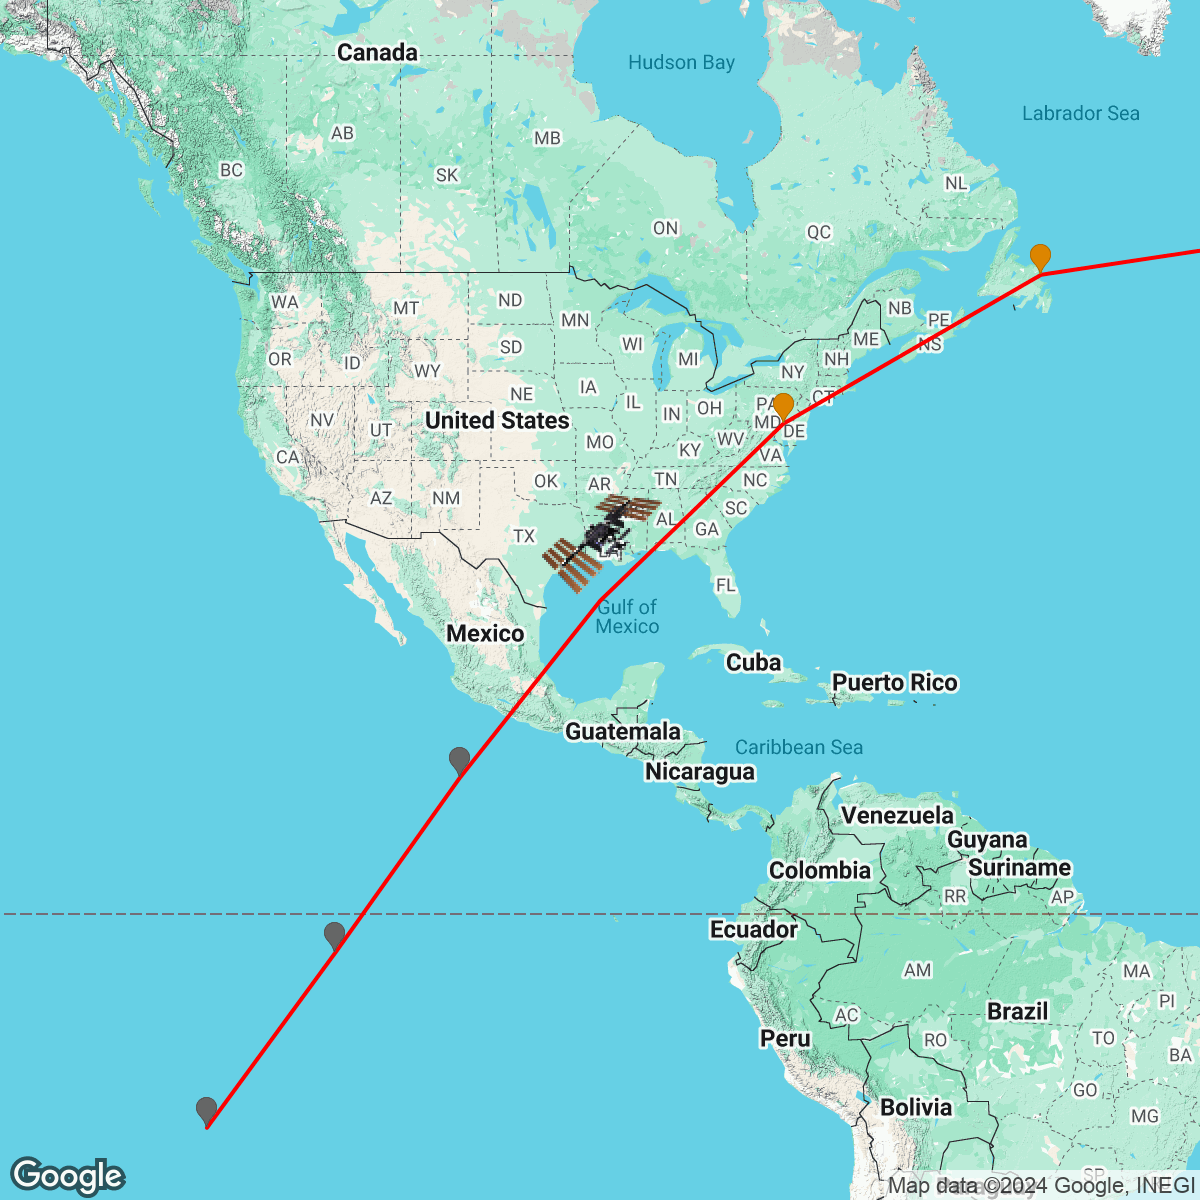 Canada
Hudson Bay
Labrador Sea
AB
MB
BC
SK
NL
ON
QC
WA
MT
ND
MN
NB
PE
ME
NS
OR
ID
WY
SD
WI
MI
NH
NY
NE
IA
IL
IN
OH
PA
CT
NV
UT
United States
MO
KY
WV
MD
DE
VA
CA
AZ
NM
OK
AR
TN
NC
TX
AL
GA
SC
LA
FL
Gulf of
Mexico
Mexico
Cuba
Puerto Rico
Guatemala
Caribbean Sea
Nicaragua
Venezuela
Guyana
Suriname
Colombia
RR
AP
Ecuador
AM
MA
PI
Brazil
AC
RO
TO
BA
Peru
GO
Bolivia
MG
SP
Google
Map data ©2024 Google, INEGI